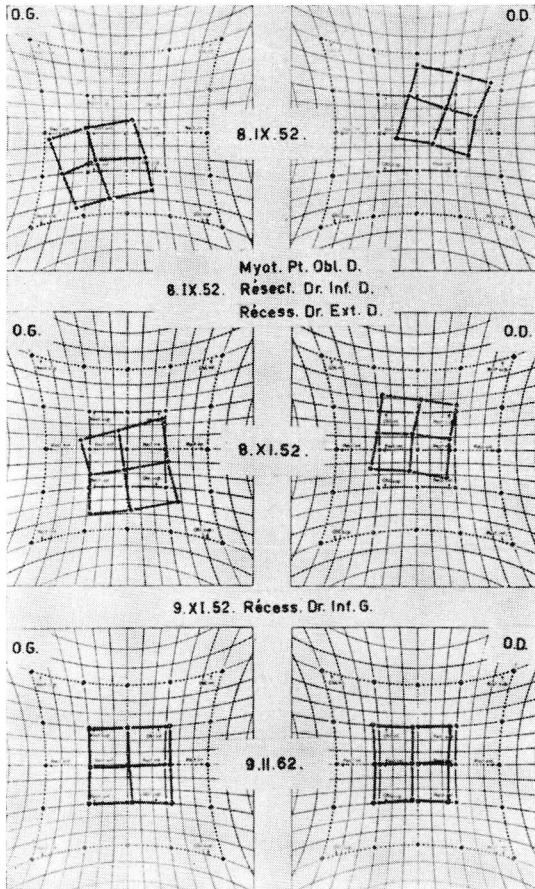 O.G.
O.D.
8.IX.52.
Myot. Pt. Obl. D.
8.IX.52. Résect. Dr. Inf. D.
Récess. Dr. Ext. D.
O.G.
O.D.
8.XI.52.
9.XI.52. Récess. Dr. Inf. G.
O.G.
O.D.
9.II.62.